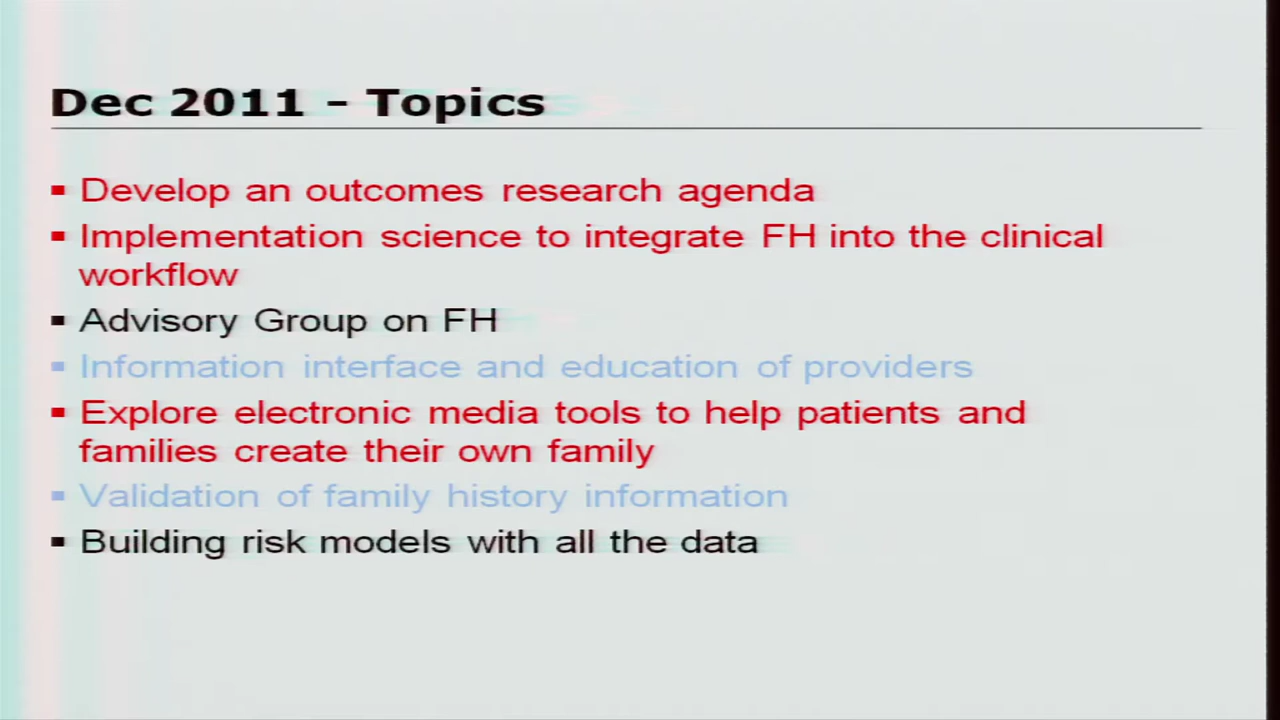 Dec 2011 - Topics
▪ Develop an outcomes research agenda
▪ Implementation science to integrate FH into the clinical
workflow
▪ Advisory Group on FH
▪ Information interface and education of providers
▪ Explore electronic media tools to help patients and
families create their own family
▪ Validation of family history information
▪ Building risk models with all the data